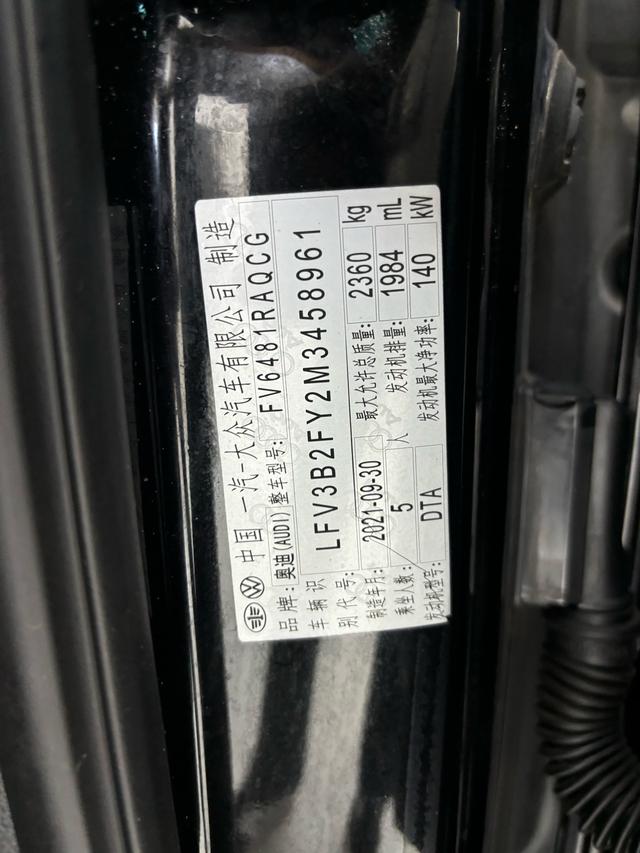 中国 一汽-大众汽车有限公司 制造
品牌: 奥迪(AUDI) 整车型号: FV6481RAQCG
车辆识别代号: LFV3B2FY2M3458961
制造年月: 2021-09-30 最大允许总质量: 2360 kg
乘坐人数: 5 人 发动机排量: 1984 mL
发动机型号: DTA 发动机最大净功率: 140 kW